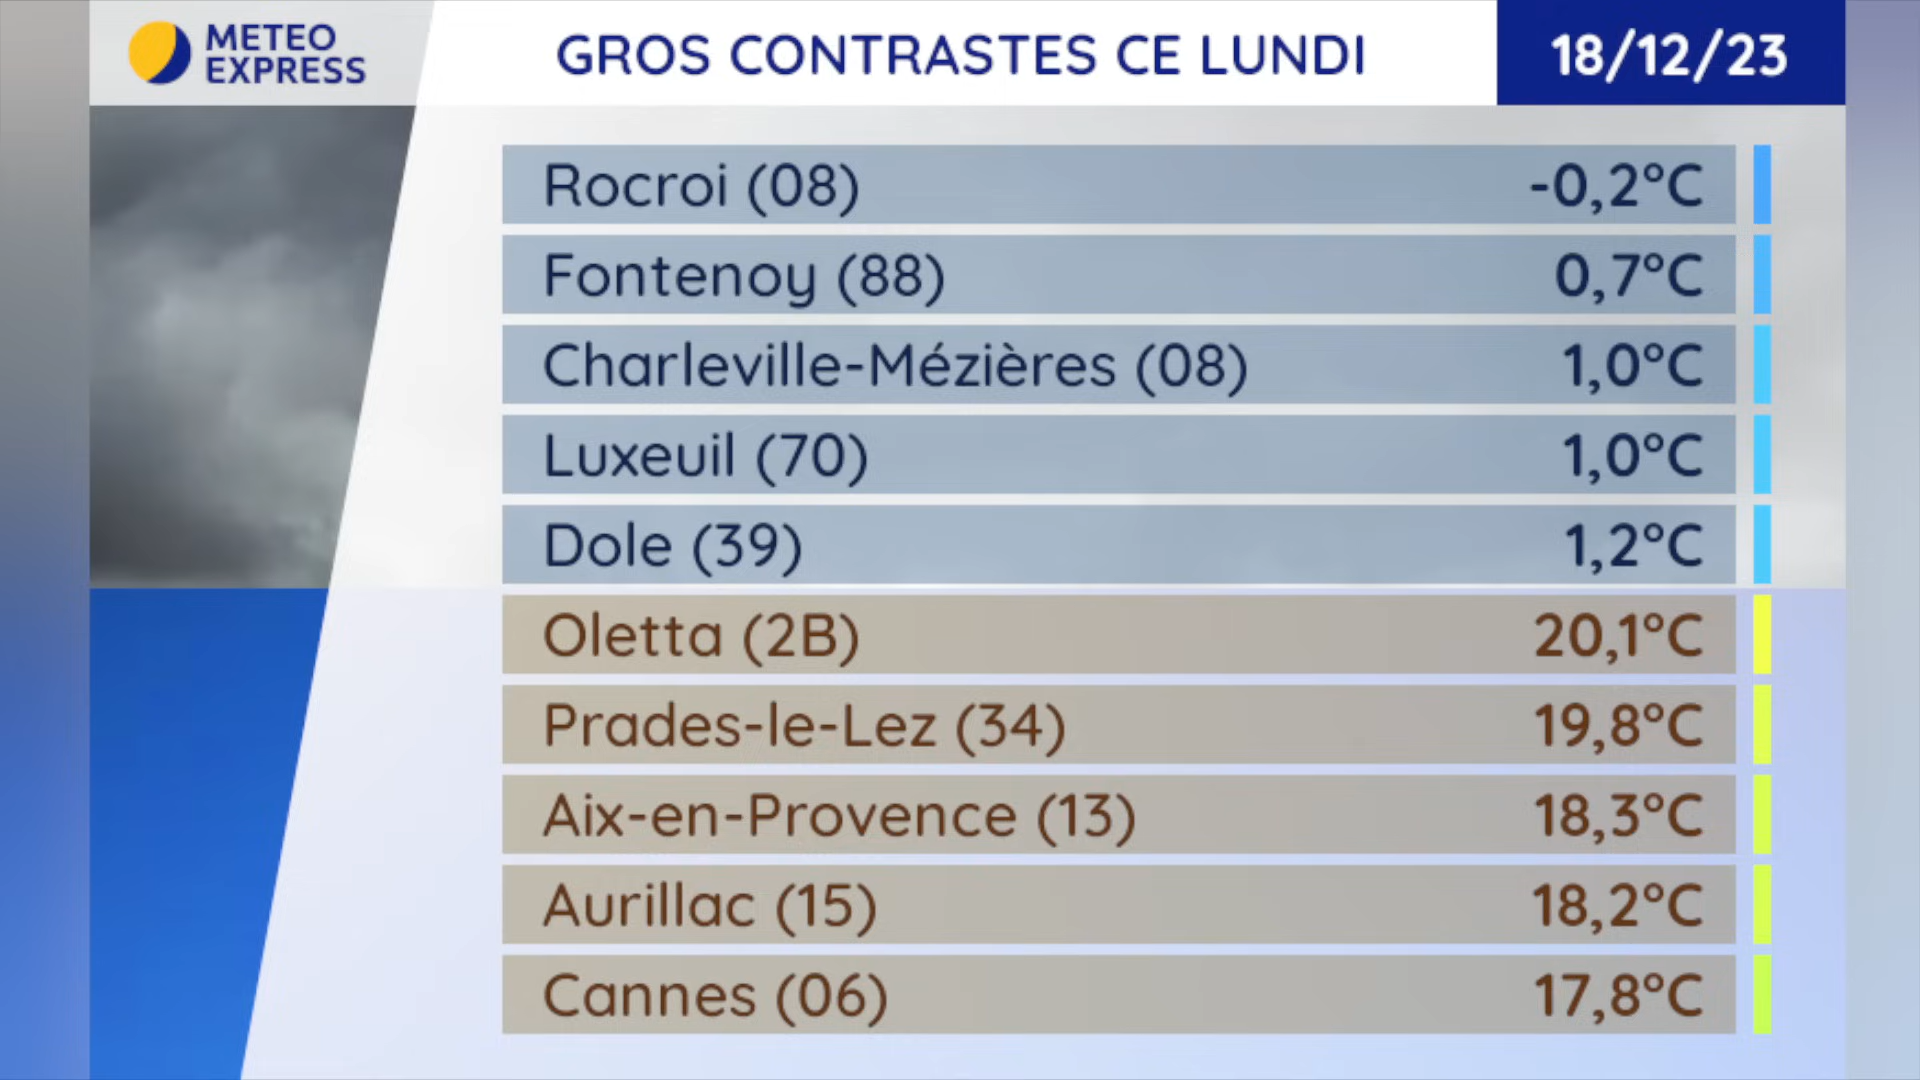 METEO
EXPRESS
GROS CONTRASTES CE LUNDI
18/12/23
Rocroi (08) -0,2°C
Fontenoy (88) 0,7°C
Charleville-Mézières (08) 1,0°C
Luxeuil (70) 1,0°C
Dole (39) 1,2°C
Oletta (2B) 20,1°C
Prades-le-Lez (34) 19,8°C
Aix-en-Provence (13) 18,3°C
Aurillac (15) 18,2°C
Cannes (06) 17,8°C